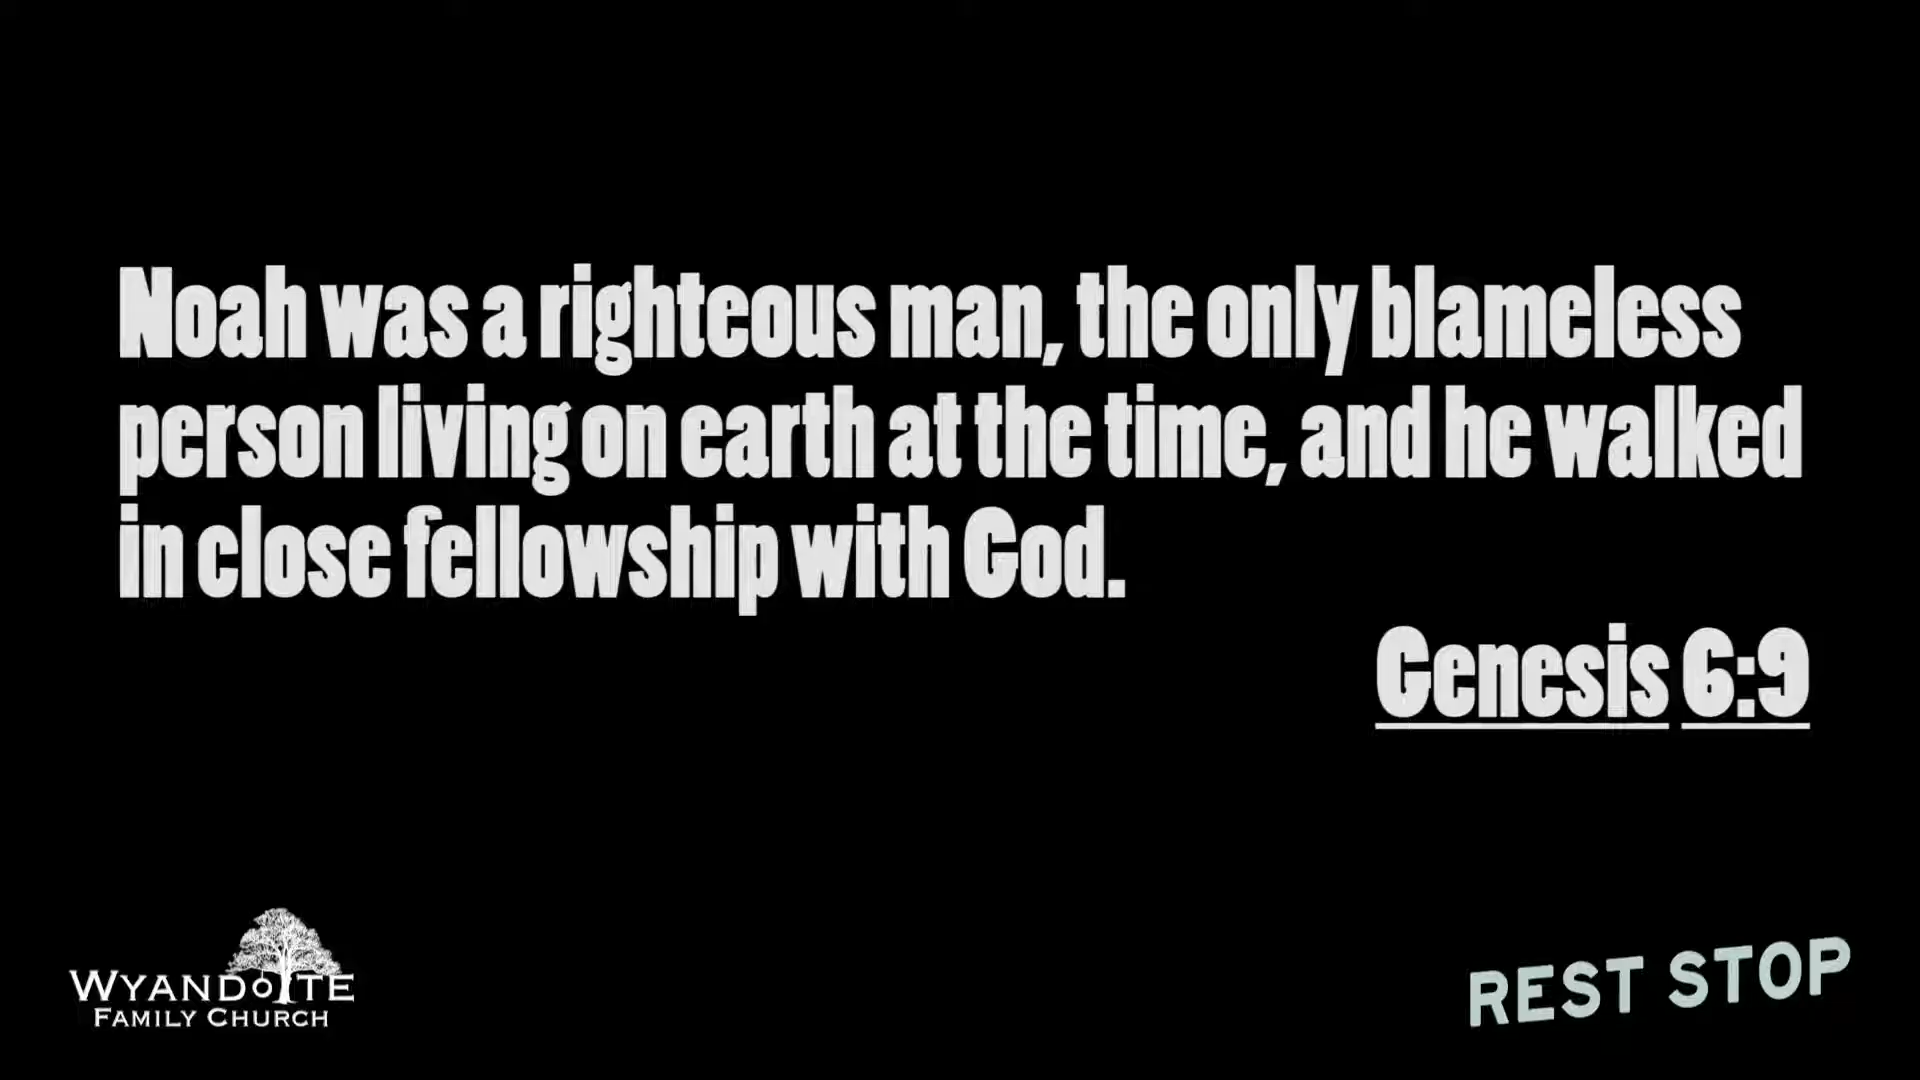 Noah was a righteous man, the only blameless
person living on earth at the time, and he walked
in close fellowship with God.
Genesis 6:9
WYANDOTTE
FAMILY CHURCH
REST STOP